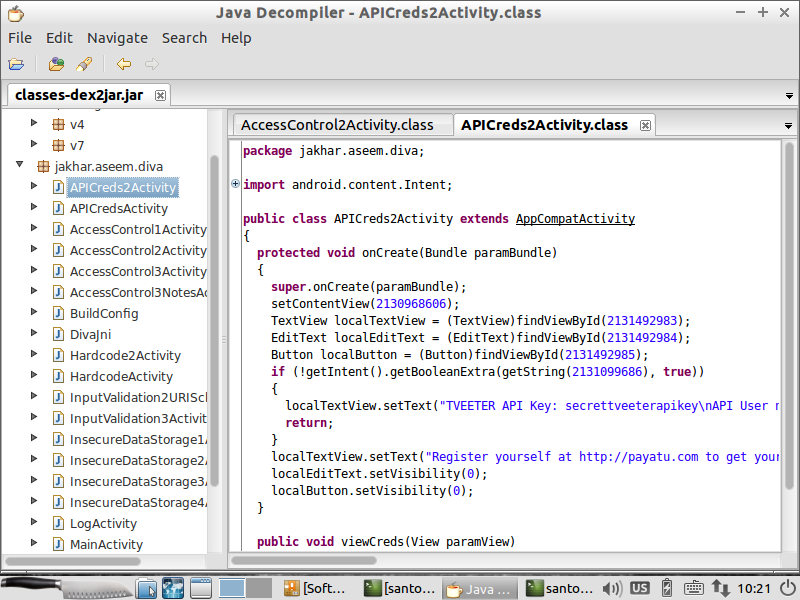 Java Decompiler - APICreds2Activity.class
File Edit Navigate Search Help
classes-dex2jar.jar
v4
v7
jakhar.aseem.diva
APICreds2Activity
APICredsActivity
AccessControl1Activity
AccessControl2Activity
AccessControl3Activity
AccessControl3NotesAc
BuildConfig
DivaJni
Hardcode2Activity
HardcodeActivity
InputValidation2URISch
InputValidation3Activit
InsecureDataStorage1A
InsecureDataStorage2A
InsecureDataStorage3A
InsecureDataStorage4A
LogActivity
MainActivity
AccessControl2Activity.class APICreds2Activity.class
package jakhar.aseem.diva;
import android.content.Intent;
public class APICreds2Activity extends AppCompatActivity
{
protected void onCreate(Bundle paramBundle)
{
super.onCreate(paramBundle);
setContentView(2130968606);
TextView localTextView = (TextView)findViewById(2131492983);
EditText localEditText = (EditText)findViewById(2131492984);
Button localButton = (Button)findViewById(2131492985);
if (!getIntent().getBooleanExtra(getString(2131099686), true))
{
localTextView.setText("TVEETER API Key: secrettveeterapikey\nAPI User n
return;
}
localTextView.setText("Register yourself at http://payatu.com to get your
localEditText.setVisibility(0);
localButton.setVisibility(0);
}
public void viewCreds(View paramView)
[Soft... [santo... Java ... santo... US 10:21